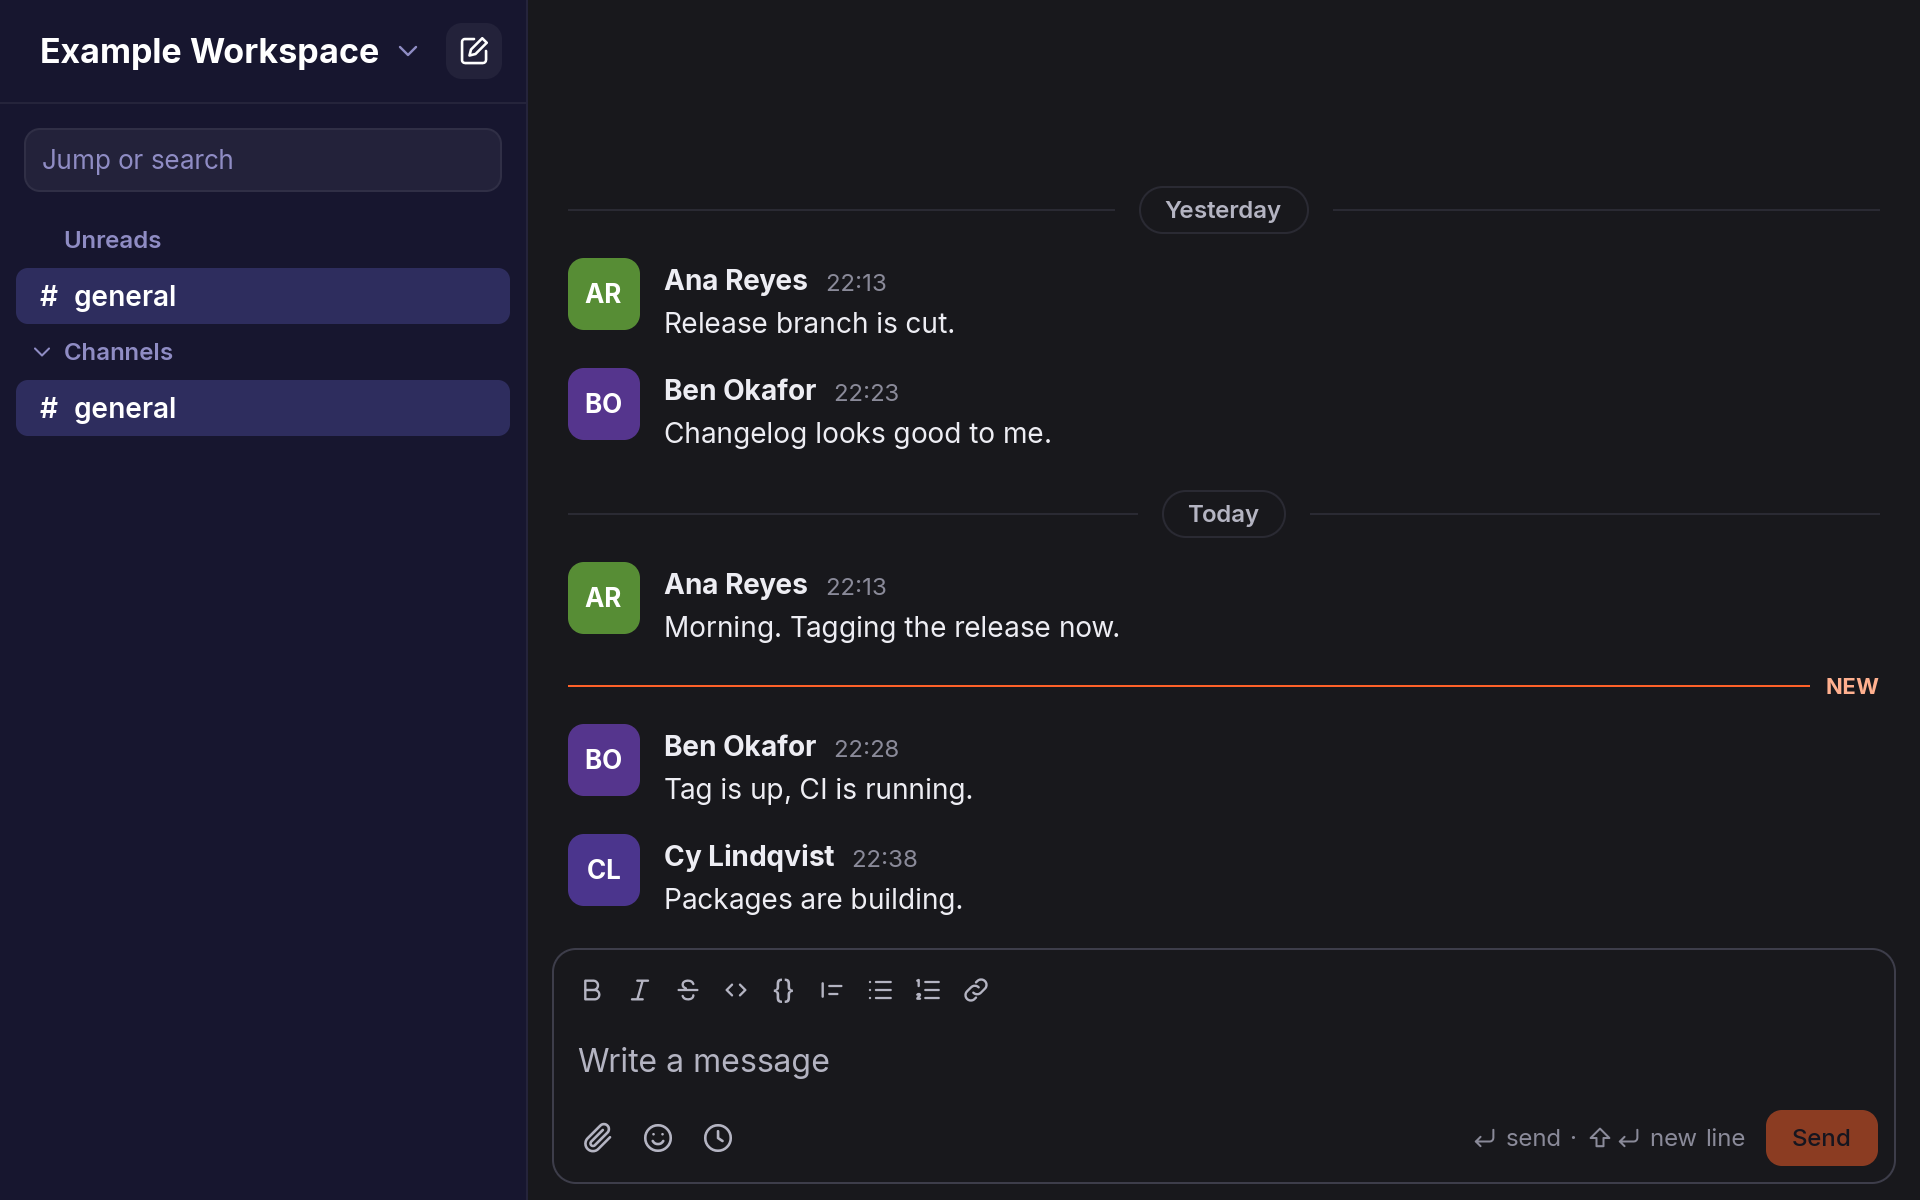 Example Workspace
Jump or search
Unreads
# general
Channels
# general
Yesterday
AR
Ana Reyes 22:13
Release branch is cut.
BO
Ben Okafor 22:23
Changelog looks good to me.
Today
AR
Ana Reyes 22:13
Morning. Tagging the release now.
NEW
BO
Ben Okafor 22:28
Tag is up, CI is running.
CL
Cy Lindqvist 22:38
Packages are building.
Write a message
send · new line
Send